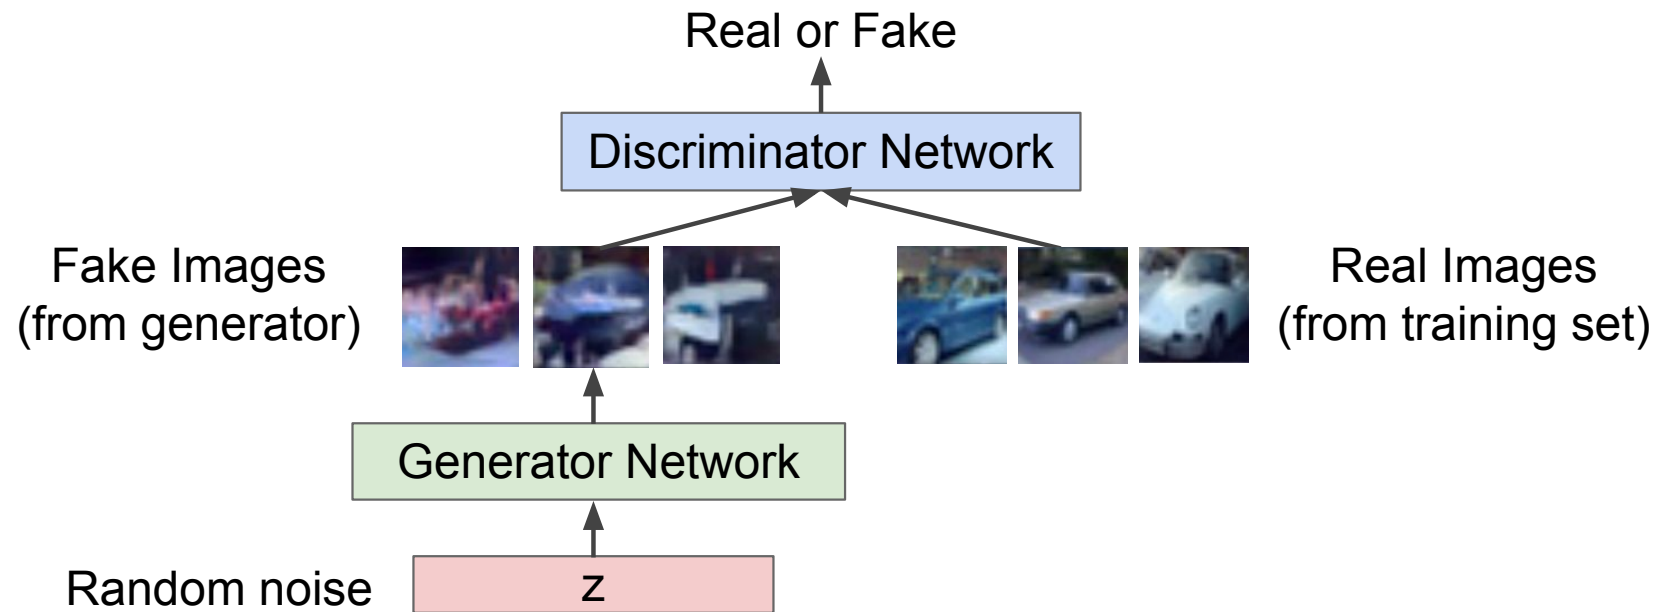 Real or Fake
Discriminator Network
Fake Images
(from generator)
Real Images
(from training set)
Generator Network
Random noise
z